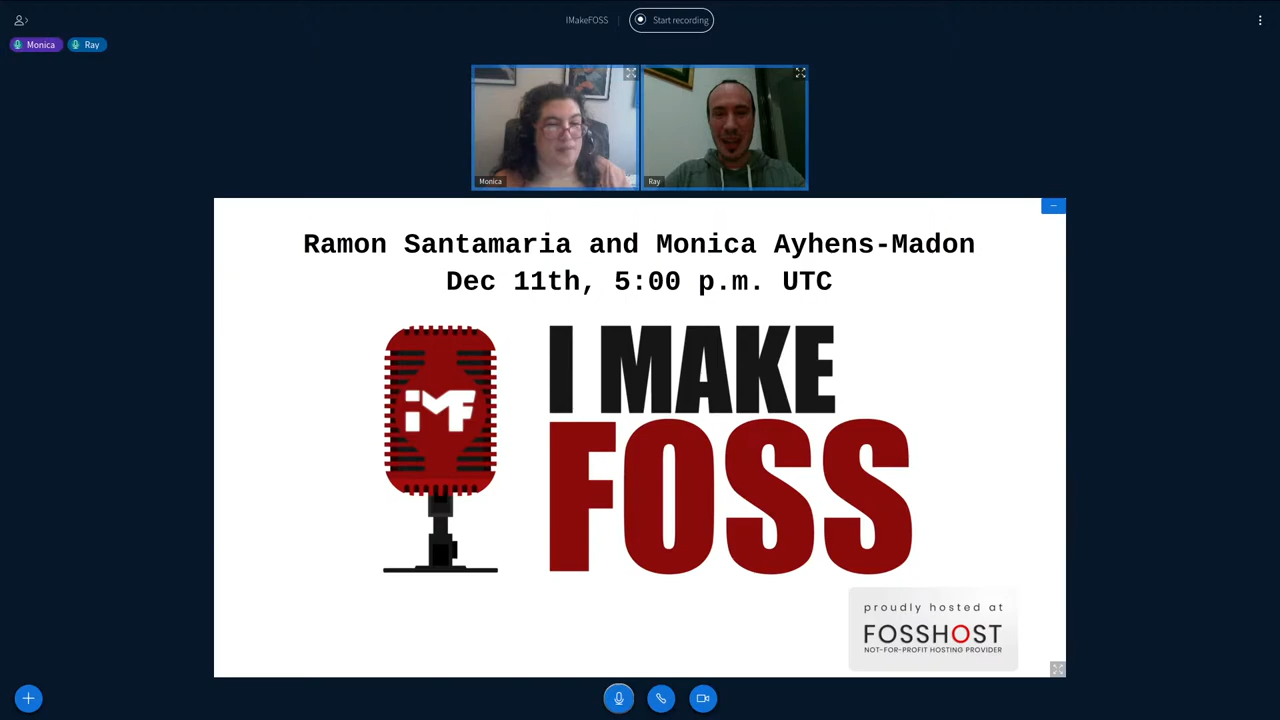 IMakeFOSS
Start recording
Monica
Ray
Monica
Ray
Ramon Santamaria and Monica Ayhens-Madon
Dec 11th, 5:00 p.m. UTC
iMF
I MAKE
FOSS
proudly hosted at
FOSSHOST
NOT-FOR-PROFIT HOSTING PROVIDER